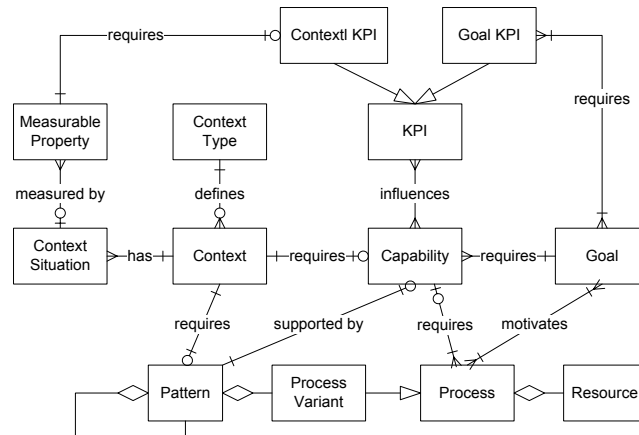 requires
Contextl KPI
Goal KPI
Measurable
Property
Context
Type
KPI
requires
measured by
defines
influences
Context
Situation
has
Context
requires
Capability
requires
Goal
requires
supported by
requires
motivates
Pattern
Process
Variant
Process
Resource